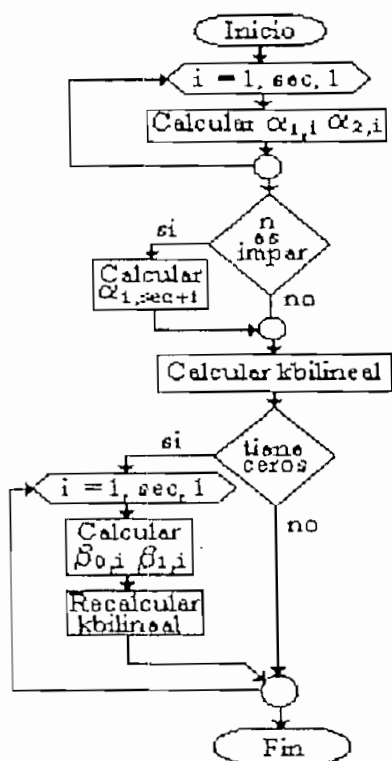 Inicio
i = 1, sec, 1
Calcular α1,i α2,i
n
es
impar
si
Calcular
α1,sec+1
no
Calcular kbilineal
tiene
ceros
si
i = 1, sec, 1
no
Calcular
β0,i β1,i
Recalcular
kbilineal
Fin